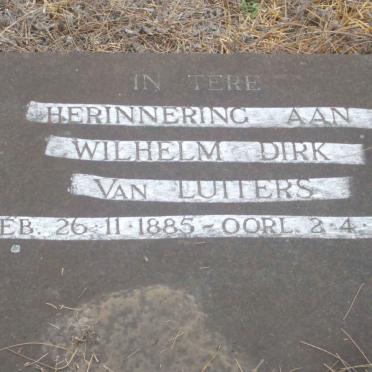 IN TERE
HERINNERING AAN
WILHELM DIRK
VAN LUITERS
EB. 26·11·1885 - OORL. 2·4·